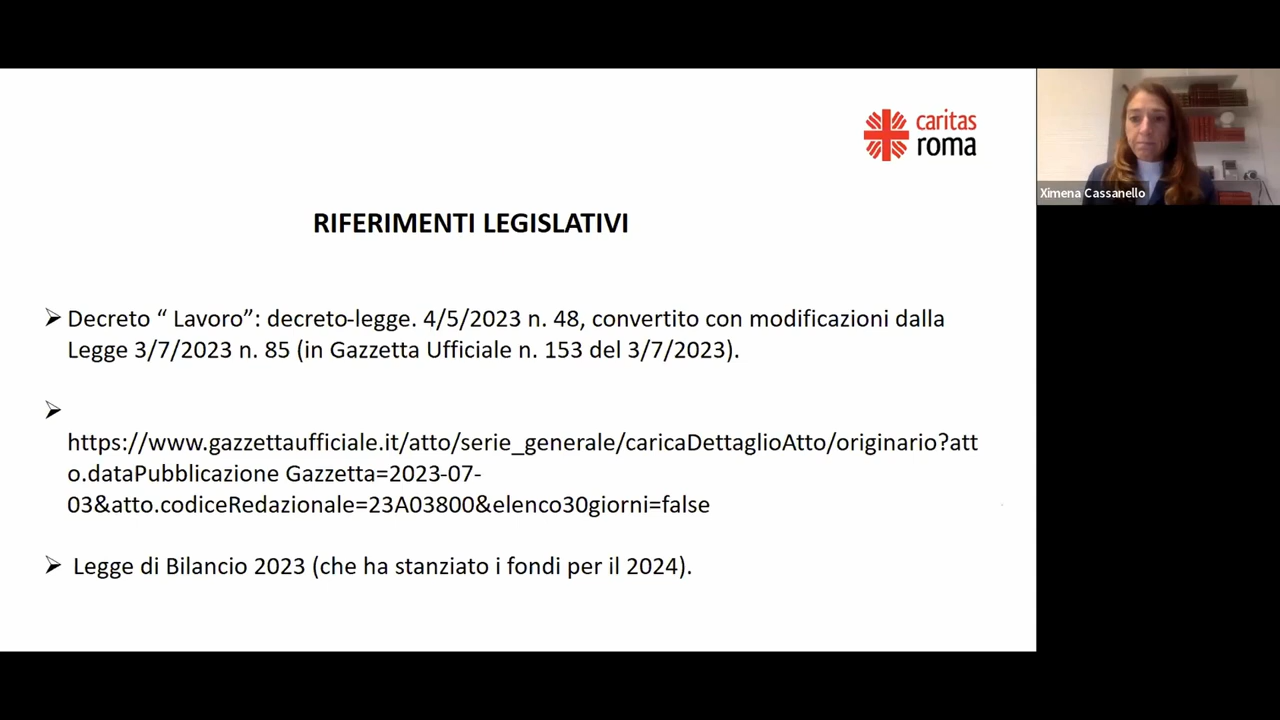 caritas
roma
Ximena Cassanello
RIFERIMENTI LEGISLATIVI
Decreto “ Lavoro”: decreto-legge. 4/5/2023 n. 48, convertito con modificazioni dalla
Legge 3/7/2023 n. 85 (in Gazzetta Ufficiale n. 153 del 3/7/2023).
https://www.gazzettaufficiale.it/atto/serie_generale/caricaDettaglioAtto/originario?att
o.dataPubblicazione Gazzetta=2023-07-
03&atto.codiceRedazionale=23A03800&elenco30giorni=false
Legge di Bilancio 2023 (che ha stanziato i fondi per il 2024).